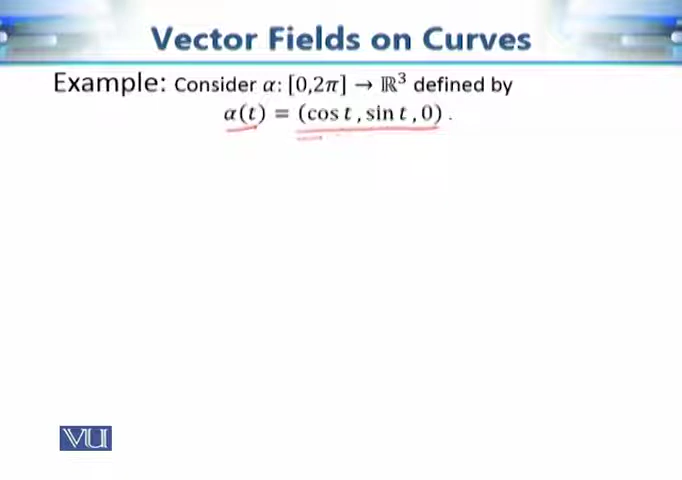 Vector Fields on Curves
Example: Consider α: [0,2π] → ℝ³ defined by
α(t) = (cos t , sin t , 0) .
VU